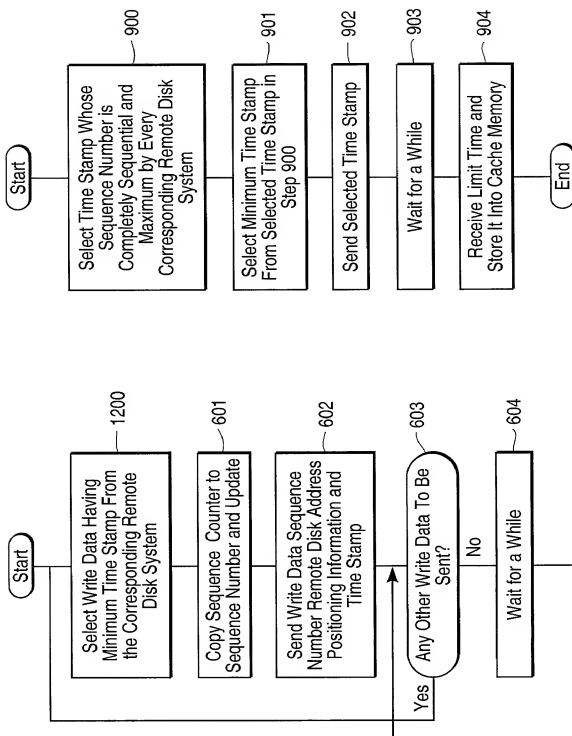 Start
Select Time Stamp Whose
Sequence Number is
Completely Sequential and
Maximum by Every
Corresponding Remote Disk
System
900
Select Minimum Time Stamp
From Selected Time Stamp in
Step 900
901
Send Selected Time Stamp
902
Wait for a While
903
Receive Limit Time and
Store It Into Cache Memory
904
End
Start
Select Write Data Having
Minimum Time Stamp From
the Corresponding Remote
Disk System
1200
Copy Sequence Counter to
Sequence Number and Update
601
Send Write Data Sequence
Number Remote Disk Address
Positioning Information and
Time Stamp
602
Any Other Write Data To Be
Sent?
603
Yes
No
Wait for a While
604